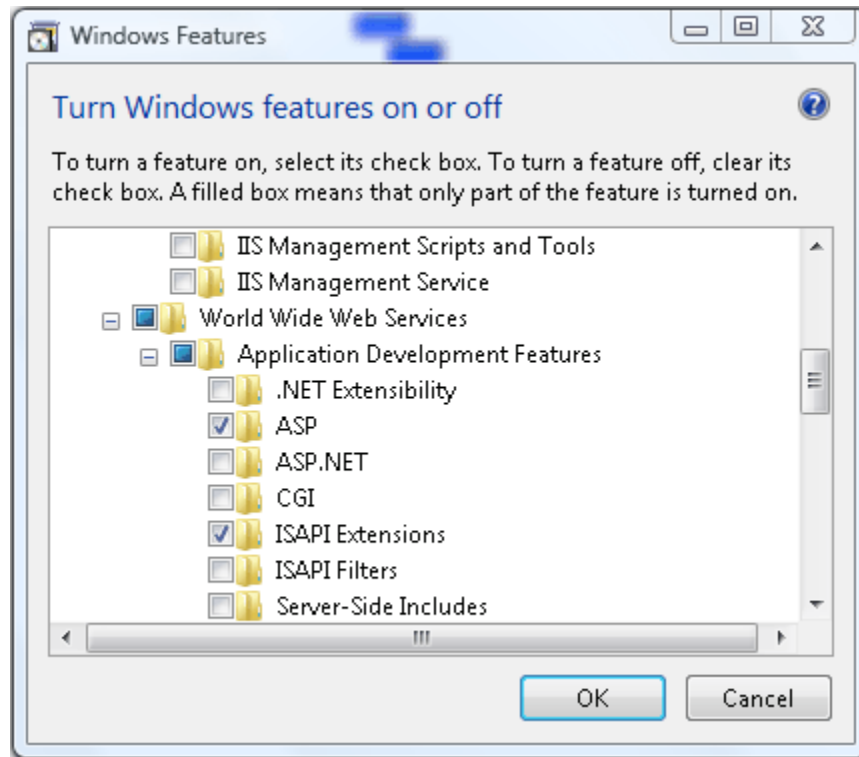 Windows Features
Turn Windows features on or off
To turn a feature on, select its check box. To turn a feature off, clear its
check box. A filled box means that only part of the feature is turned on.
IIS Management Scripts and Tools
IIS Management Service
World Wide Web Services
Application Development Features
.NET Extensibility
ASP
ASP.NET
CGI
ISAPI Extensions
ISAPI Filters
Server-Side Includes
OK Cancel